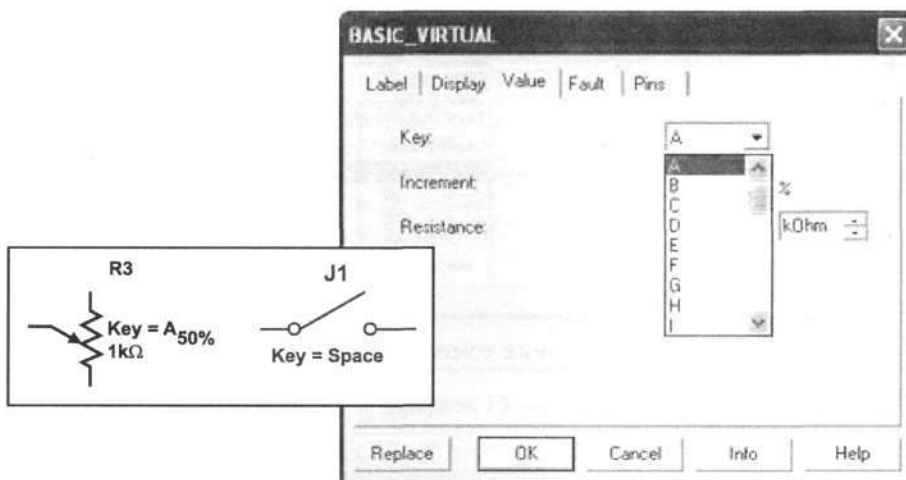 BASIC_VIRTUAL
Label Display Value Fault Pins
Key: A
A
B
C
D
E
F
G
H
I
Increment: %
Resistance: kOhm
R3
Key = A 50%
1kΩ
J1
Key = Space
Replace OK Cancel Info Help